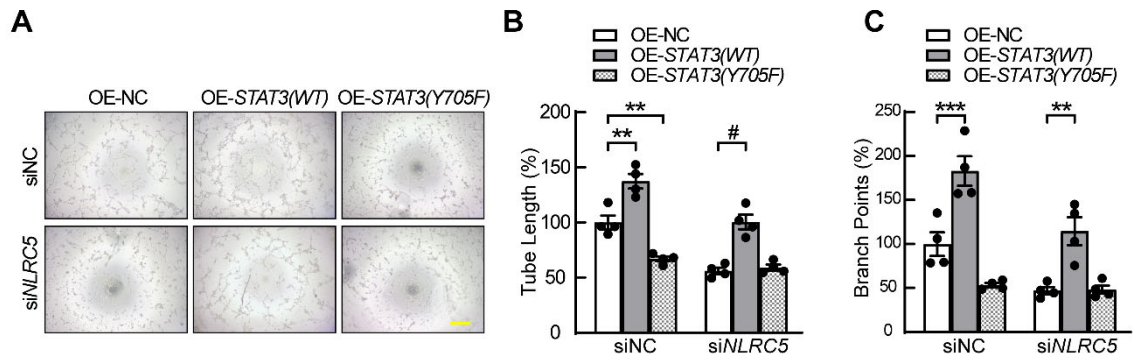 A
OE-NC
OE-STAT3(WT)
OE-STAT3(Y705F)
siNC
siNLRC5
B
OE-NC
OE-STAT3(WT)
OE-STAT3(Y705F)
Tube Length (%)
200
150
100
50
0
**
**
#
siNC
siNLRC5
C
OE-NC
OE-STAT3(WT)
OE-STAT3(Y705F)
Branch Points (%)
250
200
150
100
50
0
***
**
siNC
siNLRC5